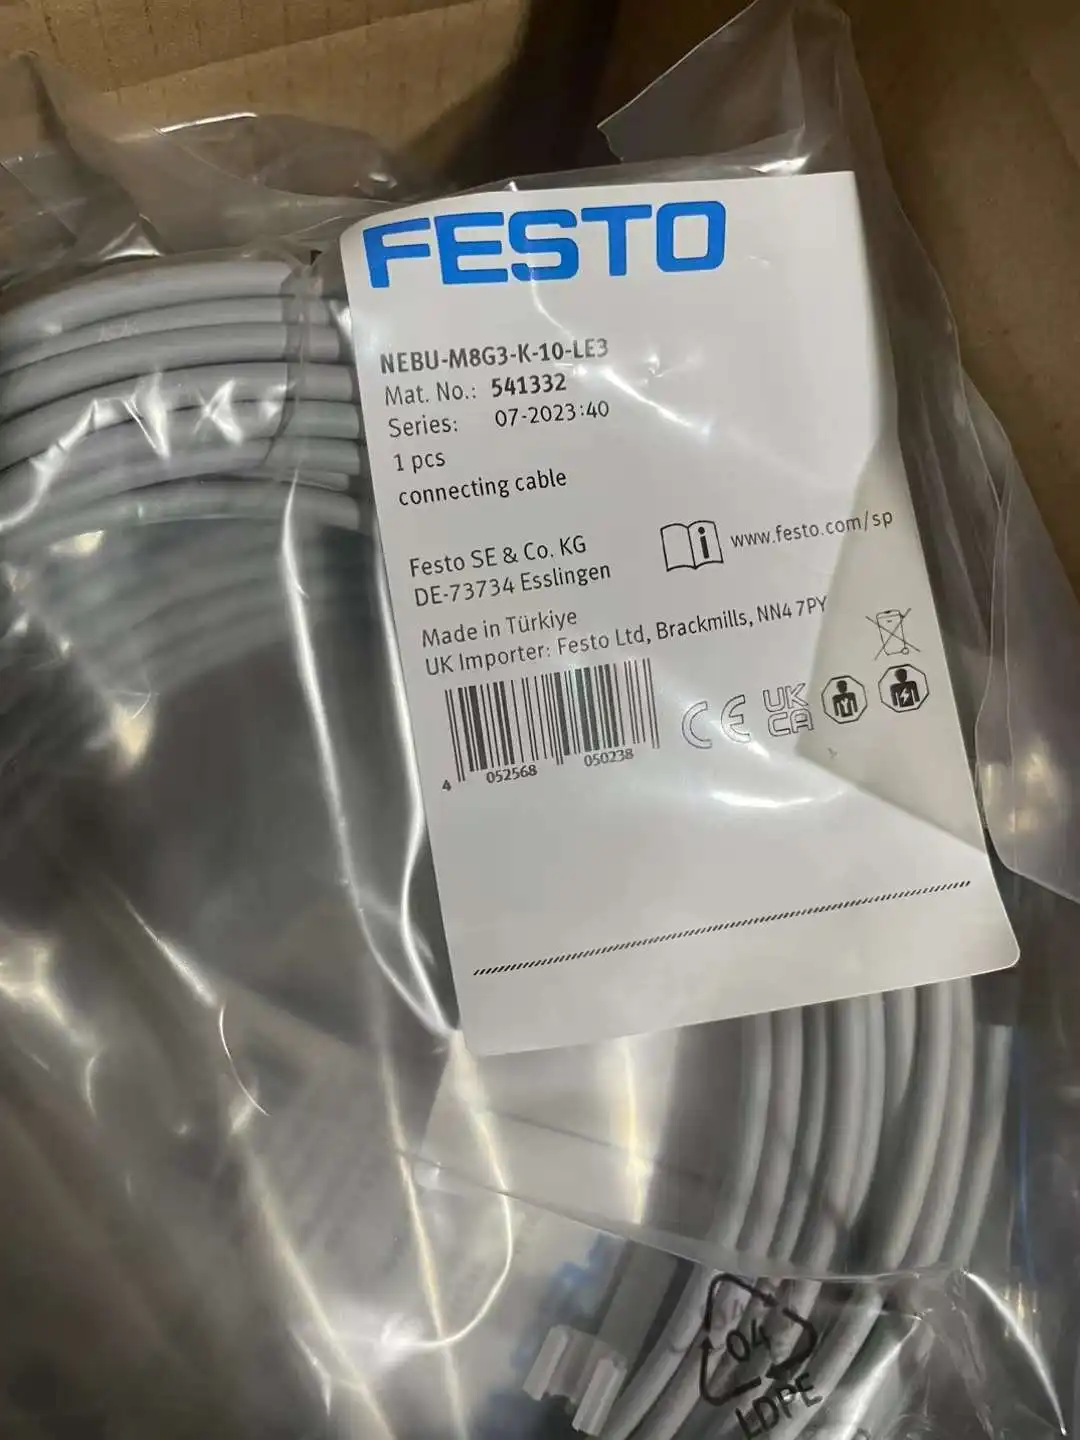 FESTO
NEBU-M8G3-K-10-LE3
Mat. No.: 541332
Series: 07-2023:40
1 pcs
connecting cable
Festo SE & Co. KG
DE-73734 Esslingen
www.festo.com/sp
Made in Türkiye
UK Importer: Festo Ltd, Brackmills, NN4 7PY
CE UK
CA
4 052568 050238
04
LDPE